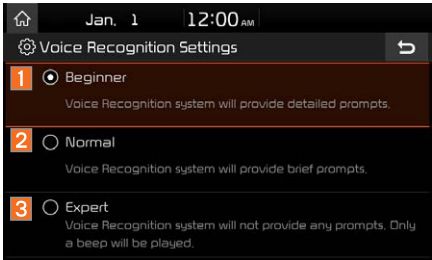 Jan. 1 12:00 AM
Voice Recognition Settings
1 Beginner
Voice Recognition system will provide detailed prompts.
2 Normal
Voice Recognition system will provide brief prompts.
3 Expert
Voice Recognition system will not provide any prompts. Only
a beep will be played.